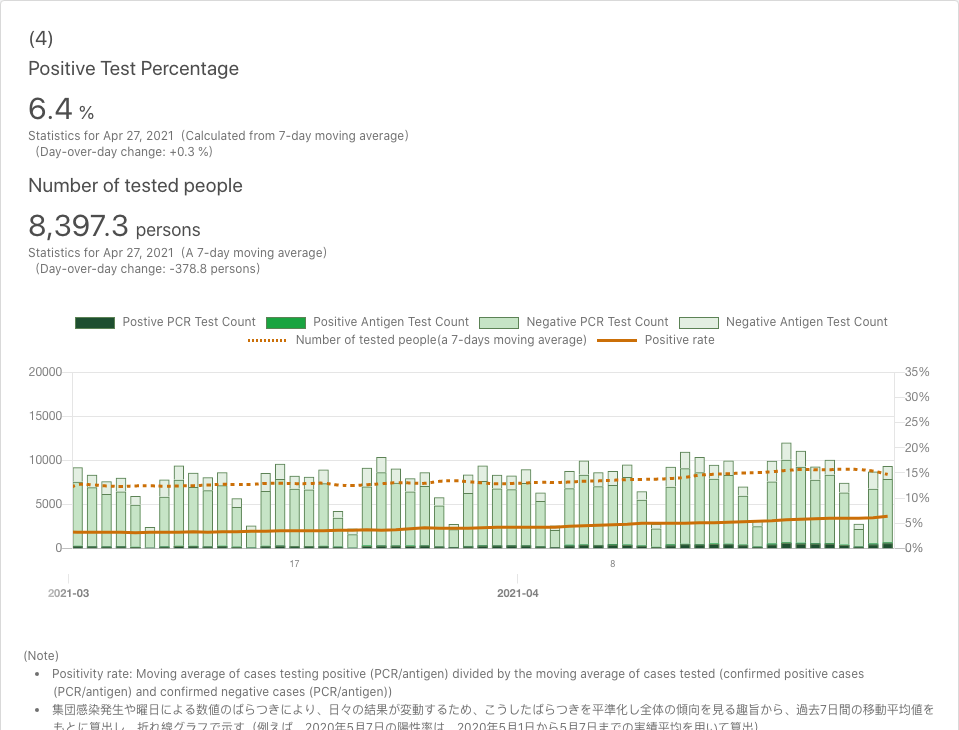 (4)
Positive Test Percentage
6.4 %
Statistics for Apr 27, 2021 (Calculated from 7-day moving average)
(Day-over-day change: +0.3 %)
Number of tested people
8,397.3 persons
Statistics for Apr 27, 2021 (A 7-day moving average)
(Day-over-day change: -378.8 persons)
Postive PCR Test Count Positive Antigen Test Count Negative PCR Test Count Negative Antigen Test Count
Number of tested people(a 7-days moving average) Positive rate
20000 35%
30%
15000 25%
20%
10000 15%
5000 10%
5%
0 0%
17 8
2021-03 2021-04
(Note)
• Positivity rate: Moving average of cases testing positive (PCR/antigen) divided by the moving average of cases tested (confirmed positive cases
(PCR/antigen) and confirmed negative cases (PCR/antigen))
• 集団感染発生や曜日による数値のばらつきにより、日々の結果が変動するため、こうしたばらつきを平準化し全体の傾向を見る趣旨から、過去7日間の移動平均値を
もとに算出し、折れ線グラフで示す（例えば、2020年5月7日の陽性率は、2020年5月1日から5月7日までの実績平均を用いて算出）